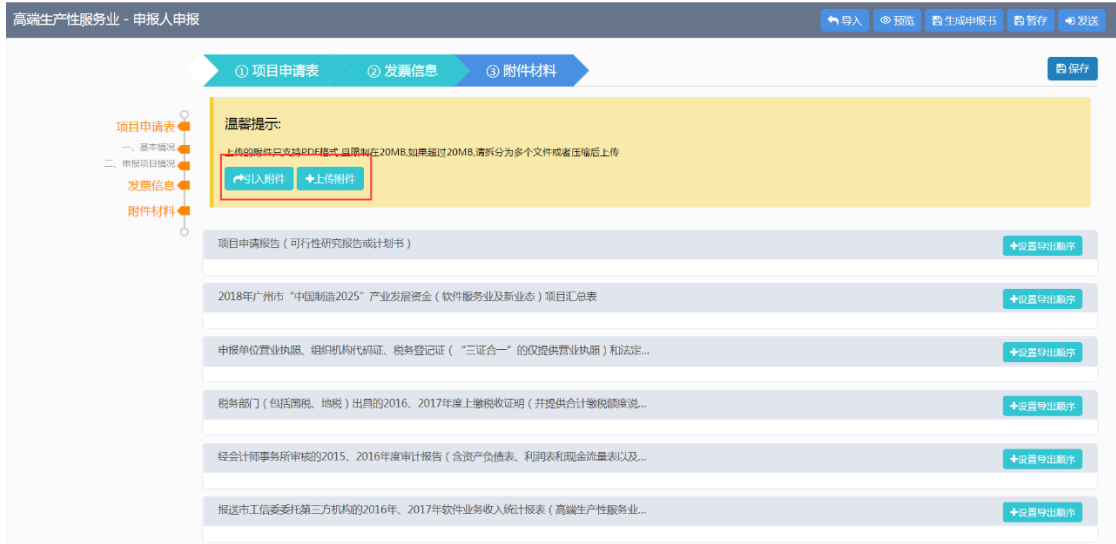 高端生产性服务业 - 申报人申报
导入 预览 生成申报书 暂存 发送
① 项目申请表 ② 发票信息 ③ 附件材料 保存
项目申请表
一、基本情况
二、申报项目情况
发票信息
附件材料
温馨提示:
上传的附件只支持PDF格式,且限制在20MB,如果超过20MB,请拆分为多个文件或者压缩后上传
引入附件 +上传附件
项目申请报告(可行性研究报告或计划书) +设置导出顺序
2018年广州市“中国制造2025”产业发展资金(软件服务业及新业态)项目汇总表 +设置导出顺序
申报单位营业执照、组织机构代码证、税务登记证(“三证合一”的仅提供营业执照)和法定... +设置导出顺序
税务部门(包括国税、地税)出具的2016、2017年度上缴税收证明(并提供合计缴税额度说... +设置导出顺序
经会计师事务所审核的2015、2016年度审计报告(含资产负债表、利润表和现金流量表以及... +设置导出顺序
报送市工信委委托第三方机构的2016年、2017年软件业务收入统计报表(高端生产性服务业... +设置导出顺序